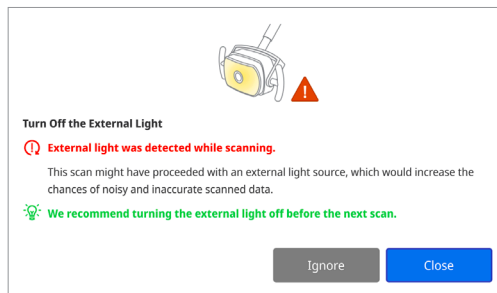 Turn Off the External Light
External light was detected while scanning.
This scan might have proceeded with an external light source, which would increase the
chances of noisy and inaccurate scanned data.
We recommend turning the external light off before the next scan.
Ignore
Close